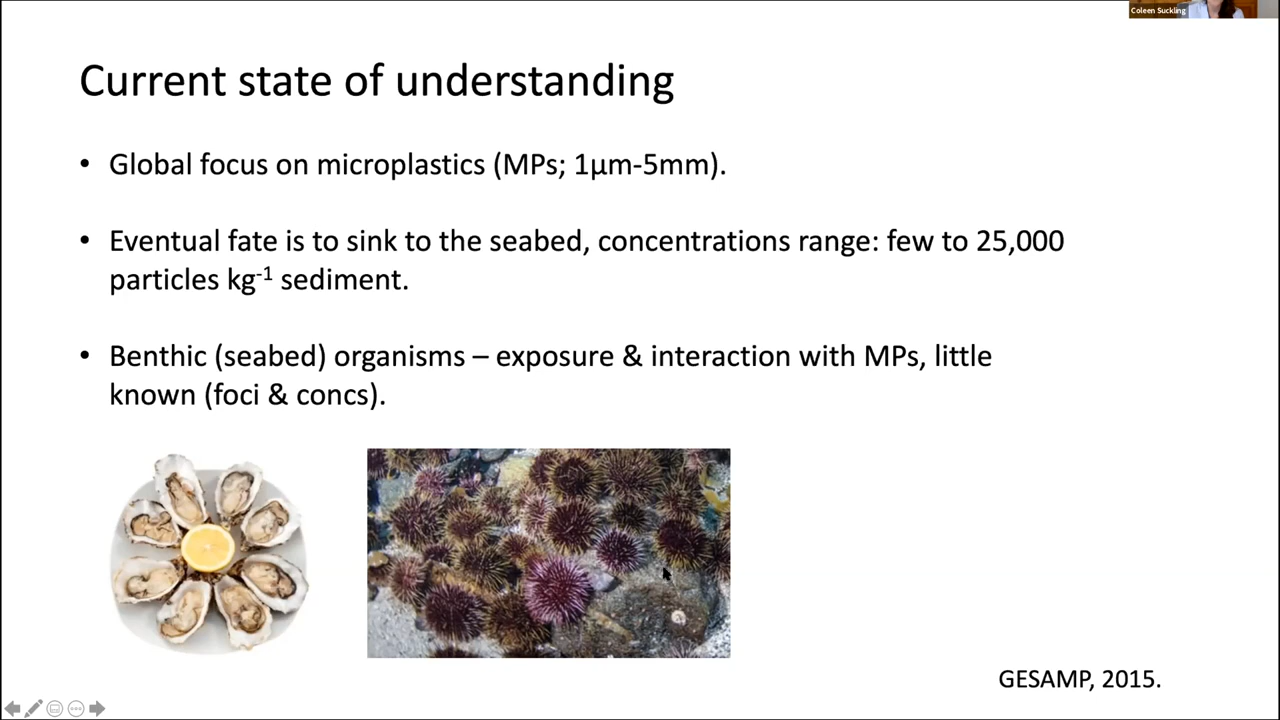 Coleen Suckling
Current state of understanding
• Global focus on microplastics (MPs; 1µm-5mm).
• Eventual fate is to sink to the seabed, concentrations range: few to 25,000
particles kg⁻¹ sediment.
• Benthic (seabed) organisms – exposure & interaction with MPs, little
known (foci & concs).
GESAMP, 2015.